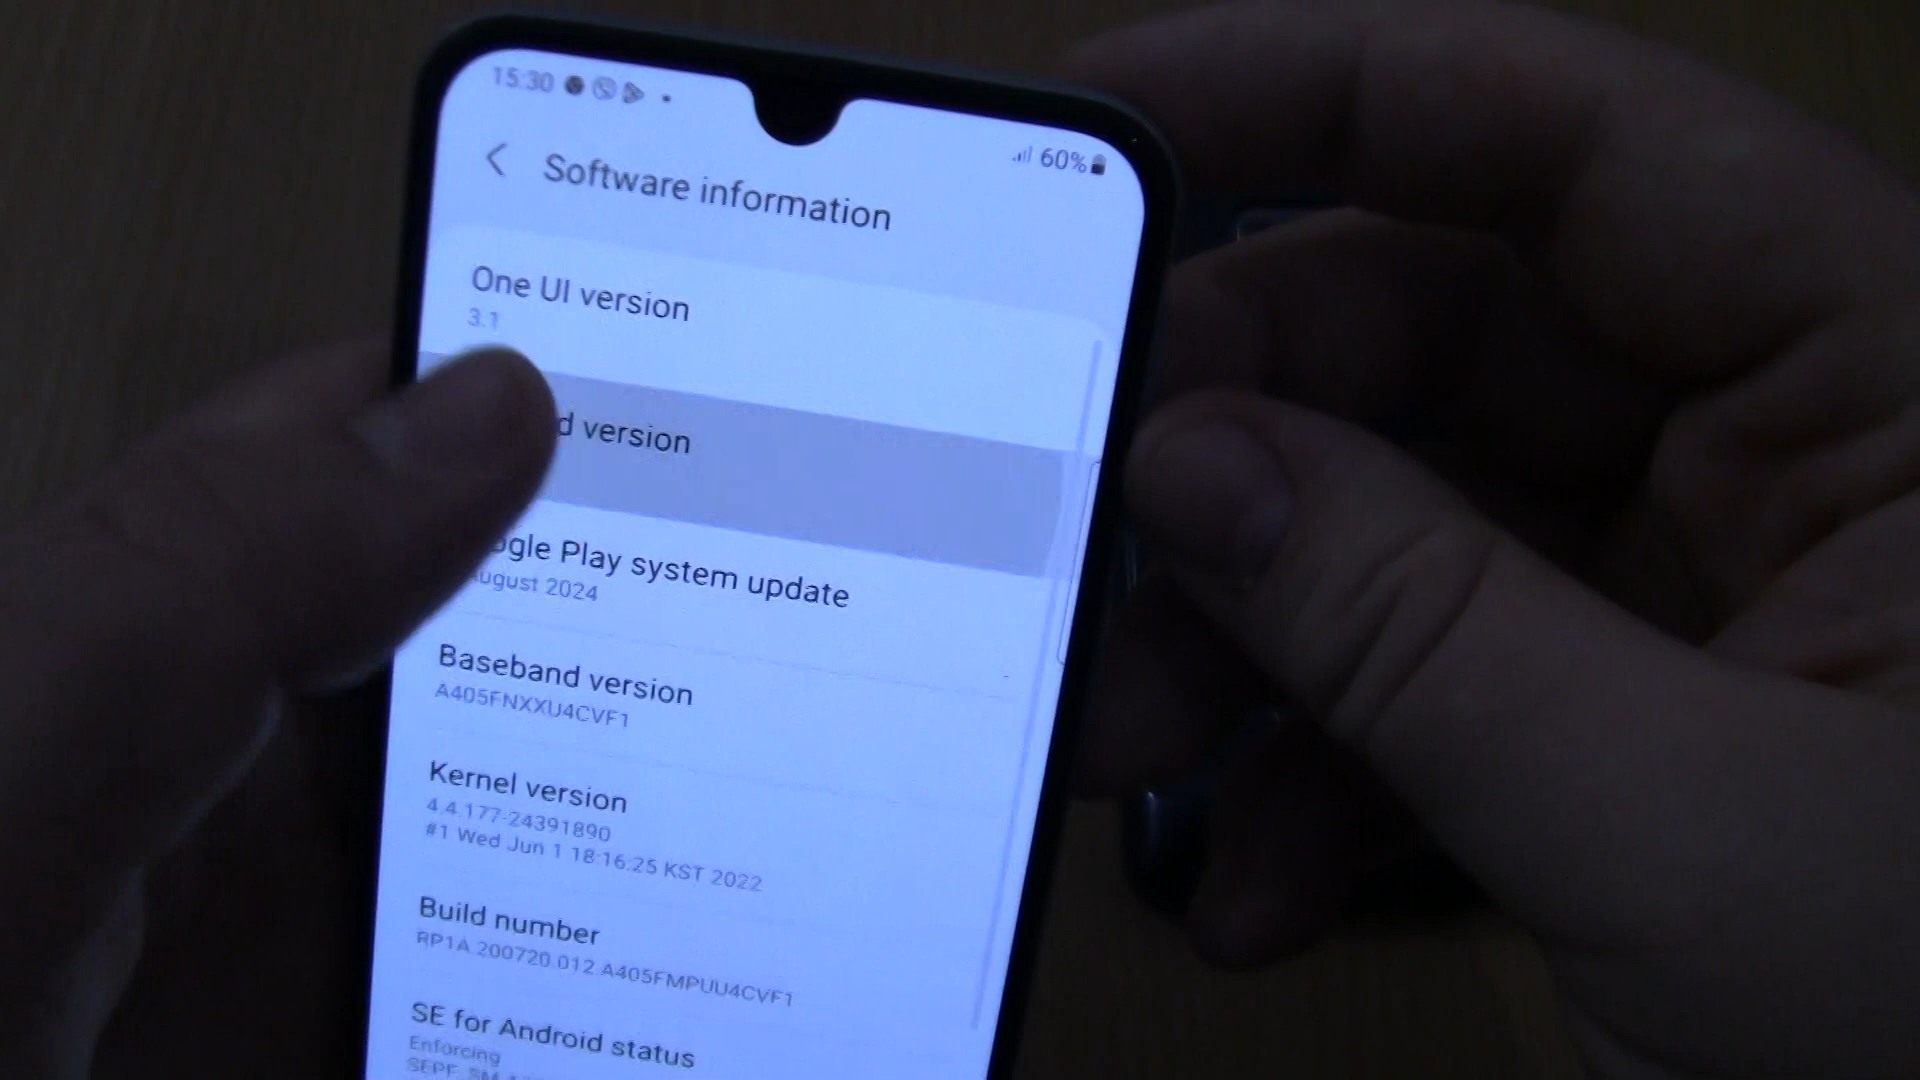 15:30
60%
Software information
One UI version
3.1
d version
ogle Play system update
August 2024
Baseband version
A405FNXXU4CVF1
Kernel version
4.4.177-24391890
#1 Wed Jun 1 18:16:25 KST 2022
Build number
RP1A.200720.012.A405FMPUU4CVF1
SE for Android status
Enforcing